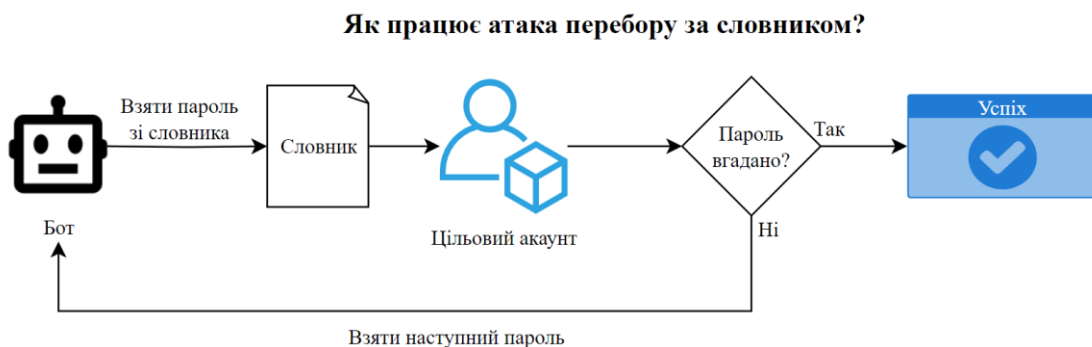 Як працює атака перебору за словником?
Взяти пароль
зі словника
Словник
Пароль
вгадано?
Так
Успіх
Бот
Цільовий акаунт
Ні
Взяти наступний пароль